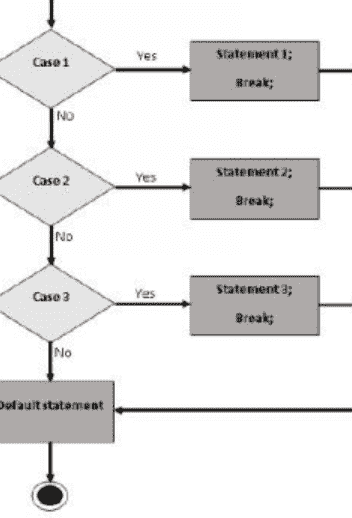 Case 1
Yes
Statement 1;
Break;
No
Case 2
Yes
Statement 2;
Break;
No
Case 3
Yes
Statement 3;
Break;
No
Default statement